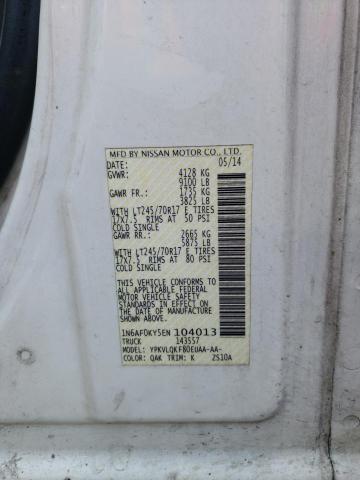 MFD BY NISSAN MOTOR CO., LTD.
DATE: 05/14
GVWR: 4128 KG
9100 LB
GAWR FR: 1735 KG
3825 LB
WITH LT245/70R17 E TIRES
17X7.5 RIMS AT 50 PSI
COLD SINGLE
GAWR RR: 2665 KG
5875 LB
WITH LT245/70R17 E TIRES
17X7.5 RIMS AT 80 PSI
COLD SINGLE
THIS VEHICLE CONFORMS TO ALL
APPLICABLE FEDERAL MOTOR VEHICLE
SAFETY STANDARDS IN EFFECT ON THE
DATE OF MANUFACTURE SHOWN ABOVE.
1N6AF0KY5EN104013
TRUCK 143557
MODEL: YPKVLQKF80EUAA-AA-
COLOR: QAK TRIM: K ZS10A